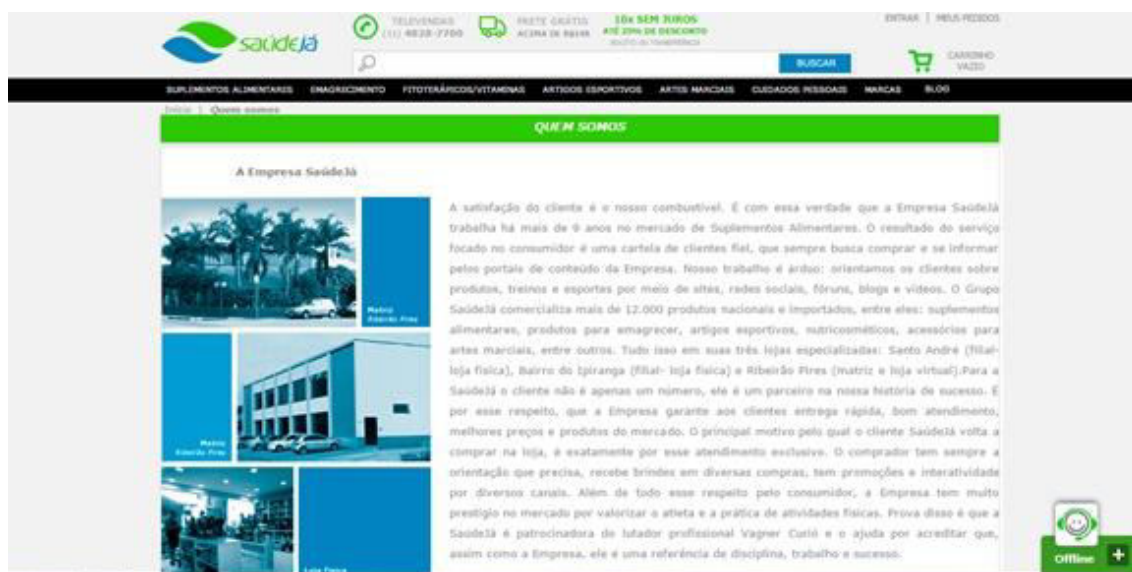 saúdejá
TELEVENDAS
(11) 4828-7700
FRETE GRÁTIS
ACIMA DE
10x SEM JUROS
ATÉ 20% DE DESCONTO
ENTRAR | MEUS PEDIDOS
BUSCAR
CARRINHO
VAZIO
SUPLEMENTOS ALIMENTARES EMAGRECIMENTO FITOTERÁPICOS/VITAMINAS ARTIGOS ESPORTIVOS ARTES MARCIAIS CUIDADOS PESSOAIS MARCAS BLOG
Início | Quem somos
QUEM SOMOS
A Empresa SaúdeJá
A satisfação do cliente é o nosso combustível. É com essa verdade que a Empresa SaúdeJá
trabalha há mais de 9 anos no mercado de Suplementos Alimentares. O resultado do serviço
focado no consumidor é uma cartela de clientes fiel, que sempre busca comprar e se informar
pelos portais de conteúdo da Empresa. Nosso trabalho é árduo: orientamos os clientes sobre
produtos, treinos e esportes por meio de sites, redes sociais, fóruns, blogs e vídeos. O Grupo
SaúdeJá comercializa mais de 12.000 produtos nacionais e importados, entre eles: suplementos
alimentares, produtos para emagrecer, artigos esportivos, nutricosméticos, acessórios para
artes marciais, entre outros. Tudo isso em suas três lojas especializadas: Santo André (filial-
loja física), Bairro do Ipiranga (filial- loja física) e Ribeirão Pires (matriz e loja virtual).Para a
SaúdeJá o cliente não é apenas um número, ele é um parceiro na nossa história de sucesso. E
por esse respeito, que a Empresa garante aos clientes entrega rápida, bom atendimento,
melhores preços e produtos do mercado. O principal motivo pelo qual o cliente SaúdeJá volta a
comprar na loja, é exatamente por esse atendimento exclusivo. O comprador tem sempre a
orientação que precisa, recebe brindes em diversas compras, tem promoções e interatividade
por diversos canais. Além de todo esse respeito pelo consumidor, a Empresa tem muito
prestígio no mercado por valorizar o atleta e a prática de atividades físicas. Prova disso é que a
SaúdeJá é patrocinadora do lutador profissional Vagner Curió e o ajuda por acreditar que,
assim como a Empresa, ele é uma referência de disciplina, trabalho e sucesso.
Matriz
Ribeirão Pires
Matriz
Ribeirão Pires
Loja Física
Offline +